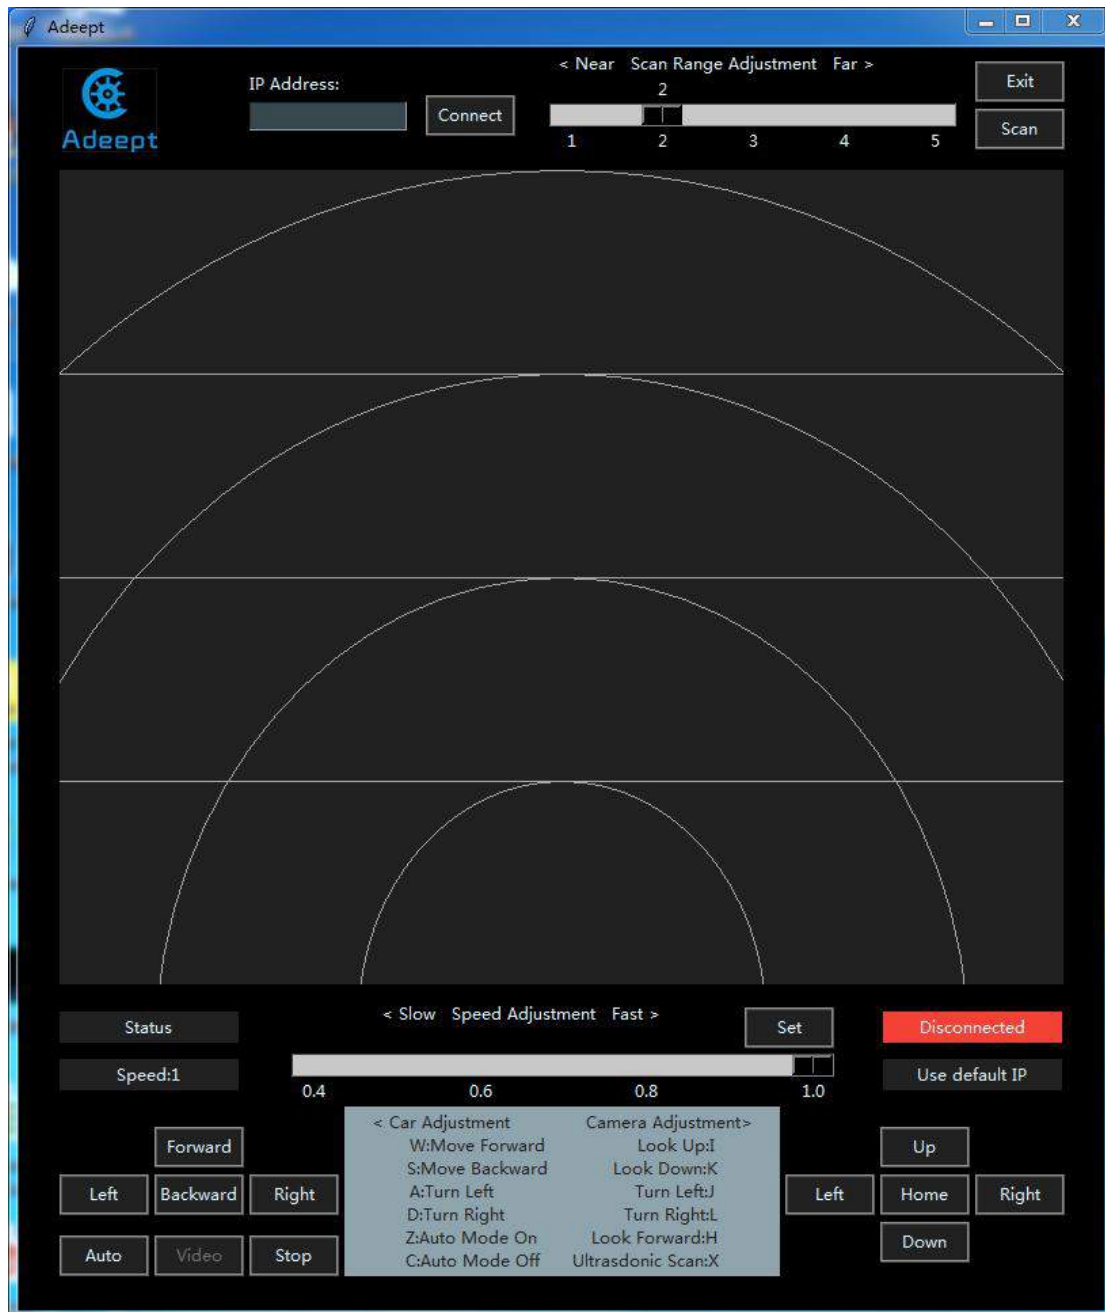 Adeept
< Near Scan Range Adjustment Far >
Adeept
IP Address:
Connect
2
1 2 3 4 5
Exit
Scan
< Slow Speed Adjustment Fast >
Status
Set
Disconnected
Speed:1
0.4 0.6 0.8 1.0
Use default IP
< Car Adjustment Camera Adjustment>
W:Move Forward Look Up:I
S:Move Backward Look Down:K
A:Turn Left Turn Left:J
D:Turn Right Turn Right:L
Z:Auto Mode On Look Forward:H
C:Auto Mode Off Ultrasdonic Scan:X
Forward
Left Backward Right
Auto Video Stop
Up
Left Home Right
Down